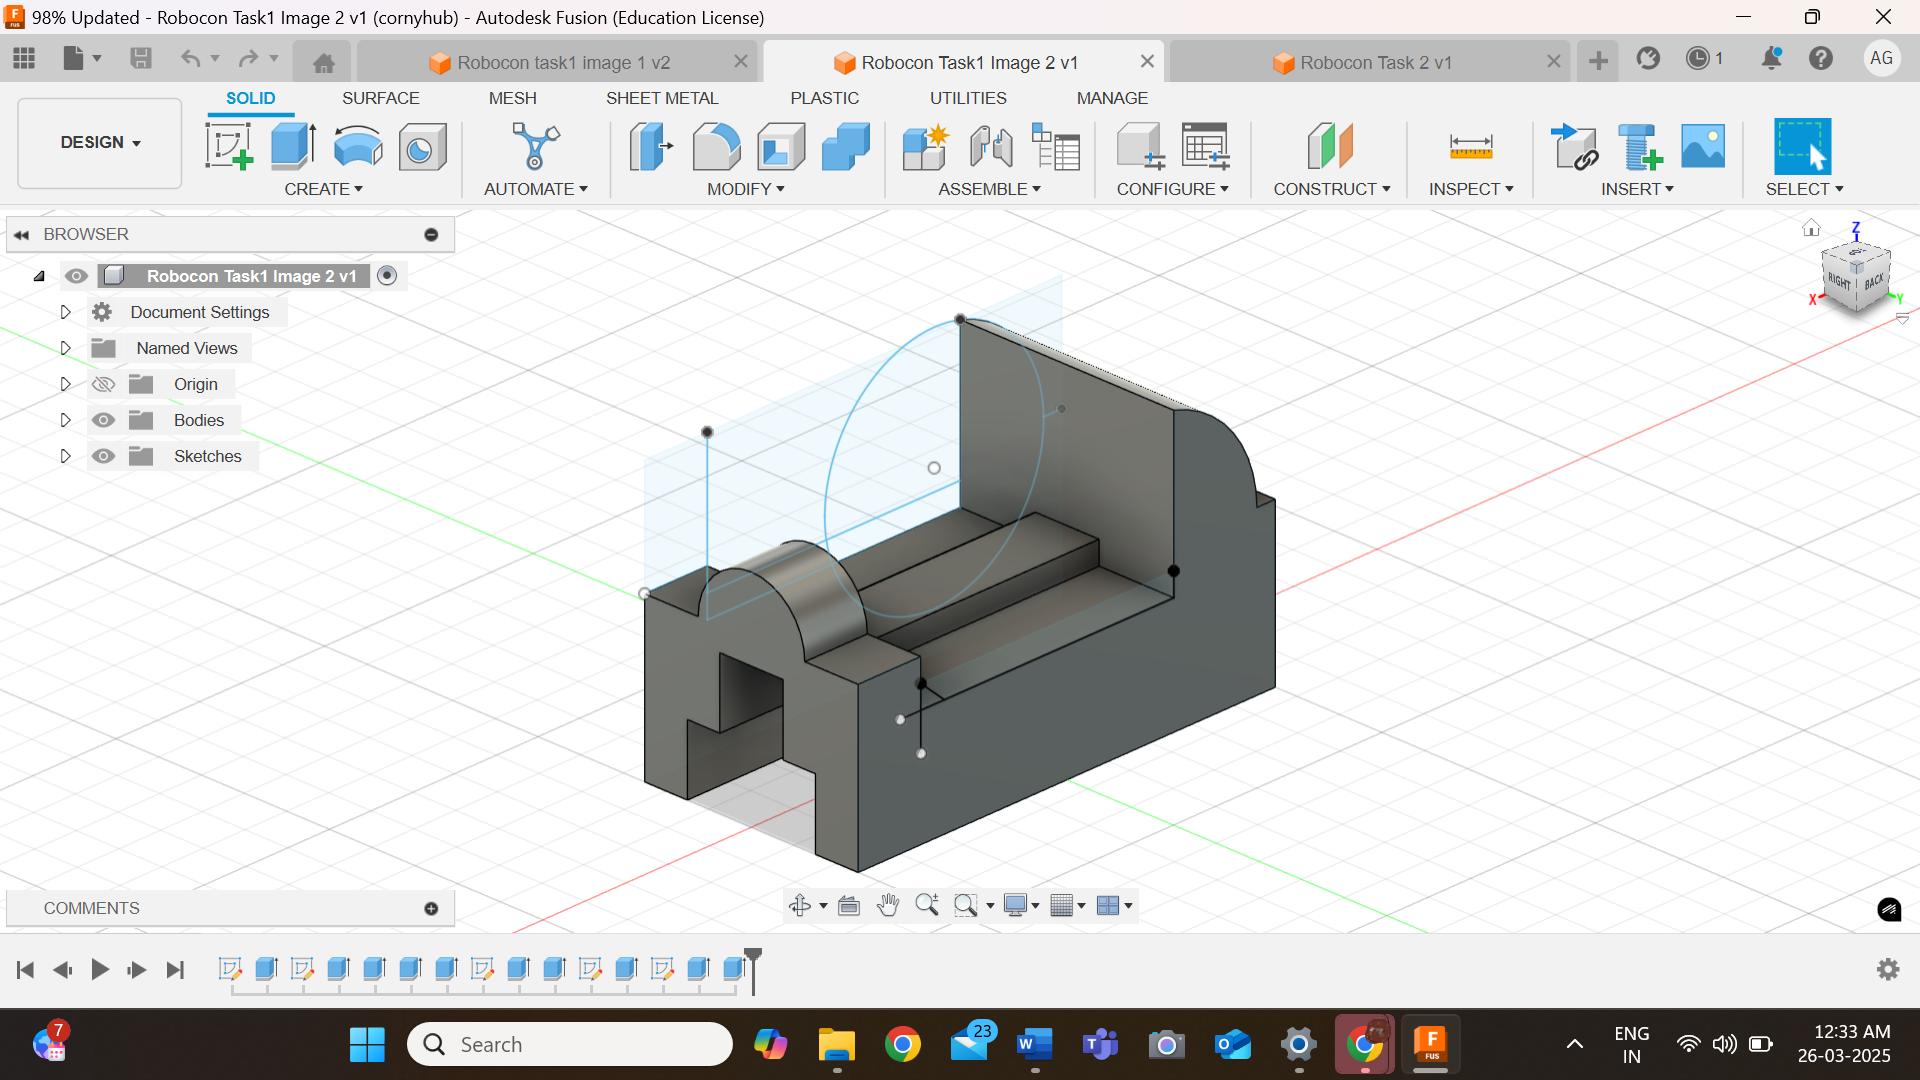 98% Updated - Robocon Task1 Image 2 v1 (cornyhub) - Autodesk Fusion (Education License)
Robocon task1 image 1 v2
Robocon Task1 Image 2 v1
Robocon Task 2 v1
1
AG
DESIGN
SOLID
SURFACE
MESH
SHEET METAL
PLASTIC
UTILITIES
MANAGE
CREATE
AUTOMATE
MODIFY
ASSEMBLE
CONFIGURE
CONSTRUCT
INSPECT
INSERT
SELECT
BROWSER
Robocon Task1 Image 2 v1
Document Settings
Named Views
Origin
Bodies
Sketches
Z
RIGHT
BACK
X
Y
COMMENTS
7
Search
23
ENG
IN
12:33 AM
26-03-2025